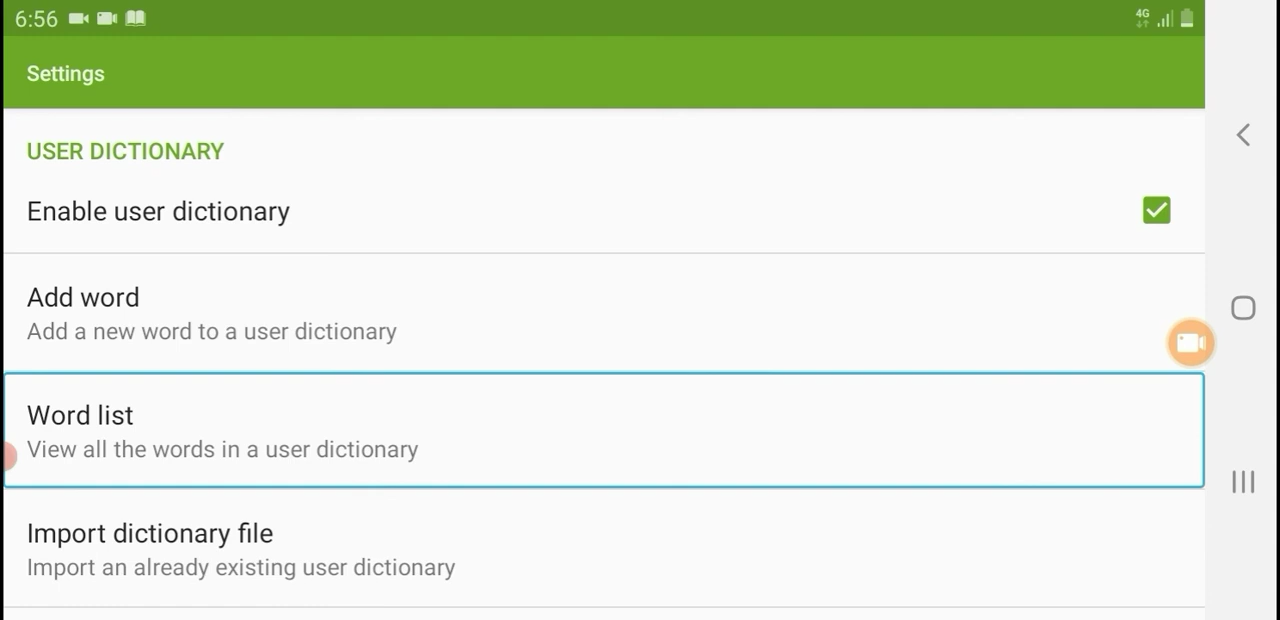 6:56
4G
Settings
USER DICTIONARY
Enable user dictionary
Add word
Add a new word to a user dictionary
Word list
View all the words in a user dictionary
Import dictionary file
Import an already existing user dictionary